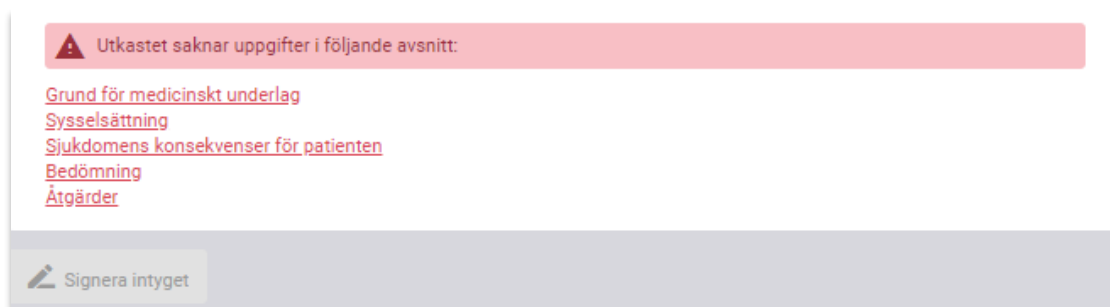 Utkastet saknar uppgifter i följande avsnitt:
Grund för medicinskt underlag
Sysselsättning
Sjukdomens konsekvenser för patienten
Bedömning
Åtgärder
Signera intyget